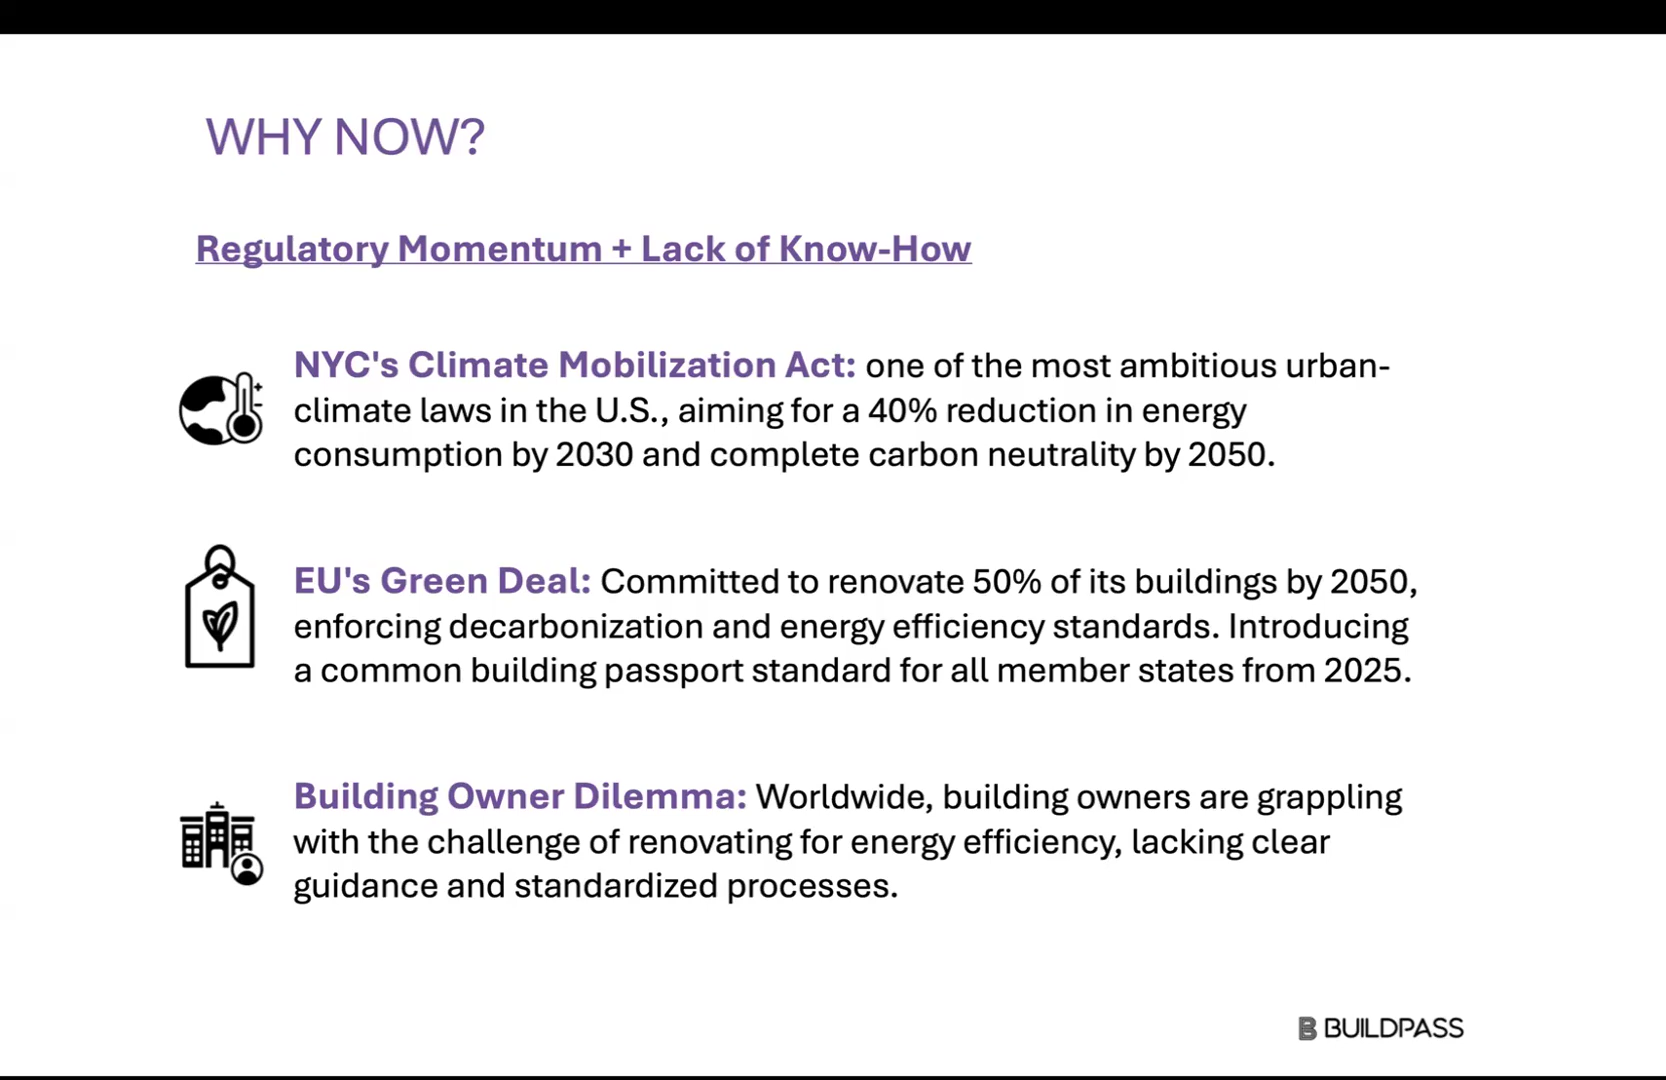 WHY NOW?
Regulatory Momentum + Lack of Know-How
NYC's Climate Mobilization Act: one of the most ambitious urban-
climate laws in the U.S., aiming for a 40% reduction in energy
consumption by 2030 and complete carbon neutrality by 2050.
EU's Green Deal: Committed to renovate 50% of its buildings by 2050,
enforcing decarbonization and energy efficiency standards. Introducing
a common building passport standard for all member states from 2025.
Building Owner Dilemma: Worldwide, building owners are grappling
with the challenge of renovating for energy efficiency, lacking clear
guidance and standardized processes.
BUILDPASS